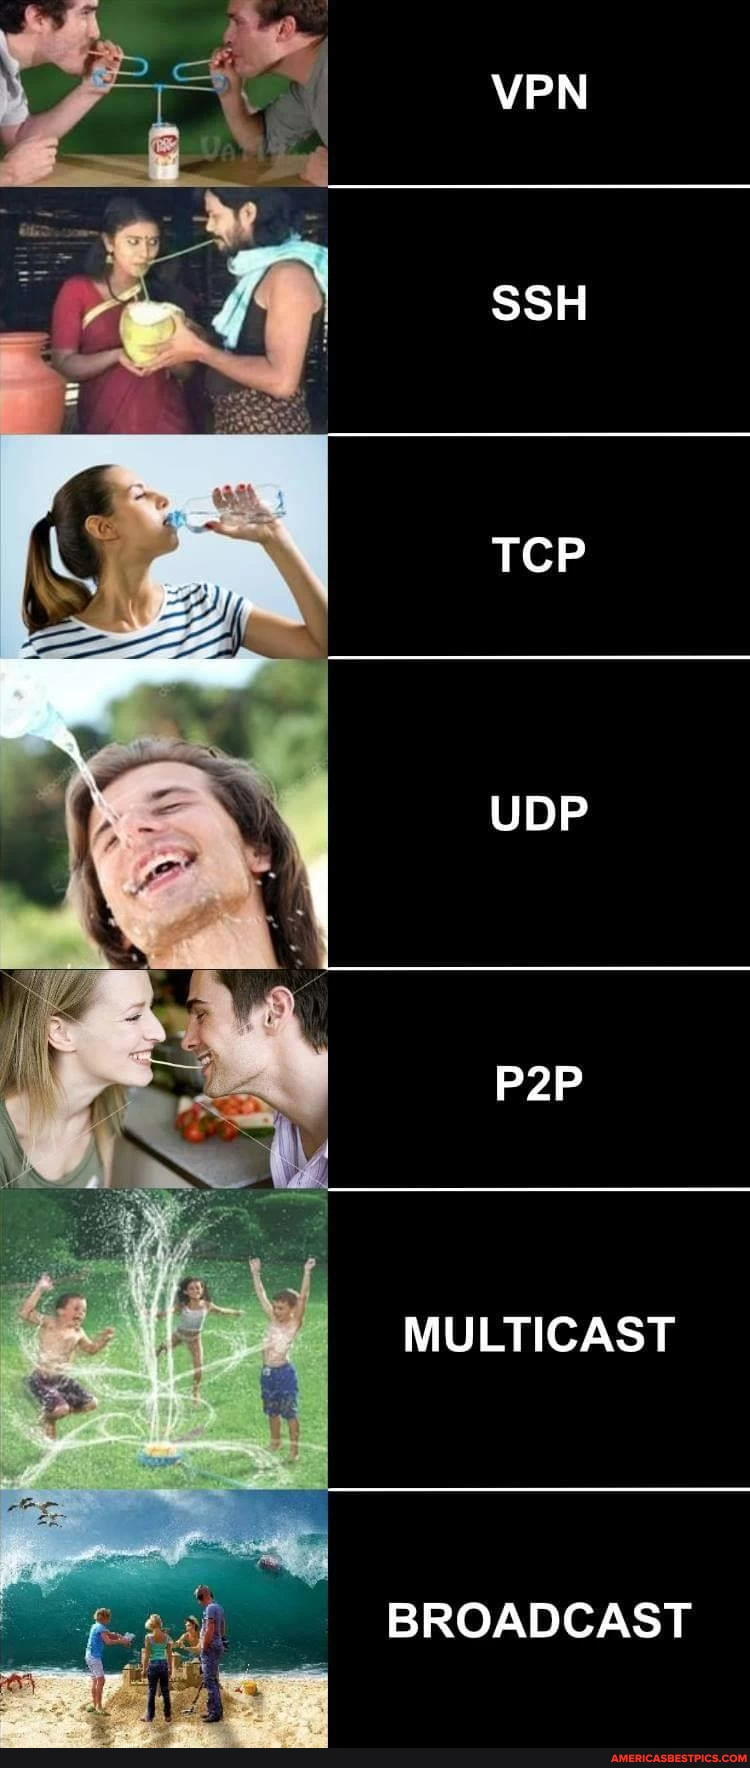 VPN
SSH
TCP
UDP
P2P
MULTICAST
BROADCAST
AMERICASBESTPICS.COM